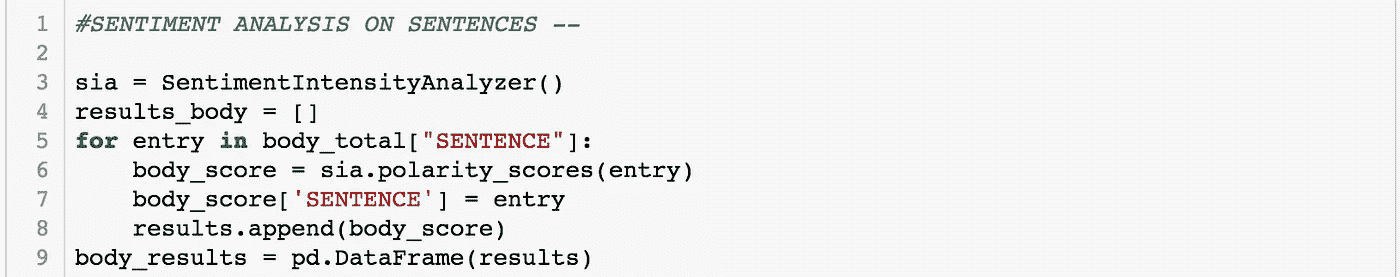 1 #SENTIMENT ANALYSIS ON SENTENCES --
2
3 sia = SentimentIntensityAnalyzer()
4 results_body = []
5 for entry in body_total["SENTENCE"]:
6     body_score = sia.polarity_scores(entry)
7     body_score['SENTENCE'] = entry
8     results.append(body_score)
9 body_results = pd.DataFrame(results)